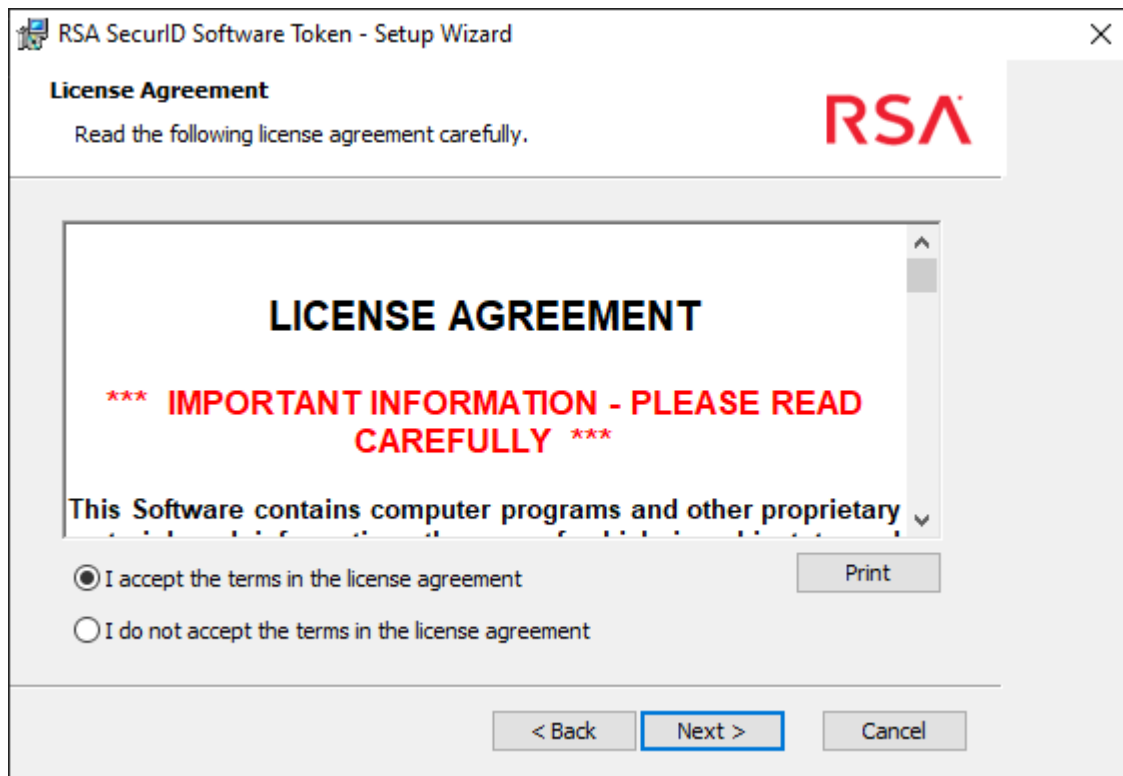 RSA SecurID Software Token - Setup Wizard
License Agreement
Read the following license agreement carefully.
RSA
LICENSE AGREEMENT
*** IMPORTANT INFORMATION - PLEASE READ
CAREFULLY ***
This Software contains computer programs and other proprietary
I accept the terms in the license agreement
Print
I do not accept the terms in the license agreement
< Back
Next >
Cancel